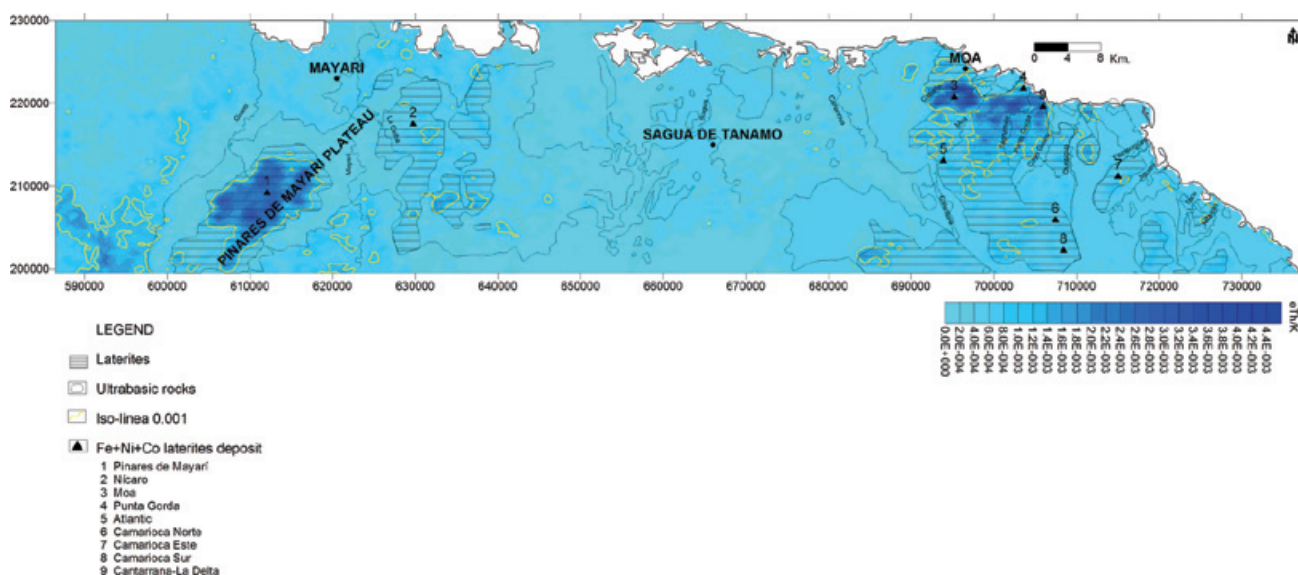 230000
220000
210000
200000
MAYARI
SAGUA DE TANAMO
MOA
PINARES DE MAYARI PLATEAU
N
0 4 8 Km.
1
2
3
4
5
6
7
8
9
590000 600000 610000 620000 630000 640000 650000 660000 670000 680000 690000 700000 710000 720000 730000
eTh/K
0.0E+000
2.0E-004
4.0E-004
6.0E-004
8.0E-004
1.0E-003
1.2E-003
1.4E-003
1.6E-003
1.8E-003
2.0E-003
2.2E-003
2.4E-003
2.6E-003
2.8E-003
3.0E-003
3.2E-003
3.4E-003
3.6E-003
3.8E-003
4.0E-003
4.2E-003
4.4E-003
LEGEND
Laterites
Ultrabasic rocks
Iso-linea 0.001
Fe+Ni+Co laterites deposit
1 Pinares de Mayarí
2 Nícaro
3 Moa
4 Punta Gorda
5 Atlantic
6 Camarioca Norte
7 Camarioca Este
8 Camarioca Sur
9 Cantarrana-La Delta